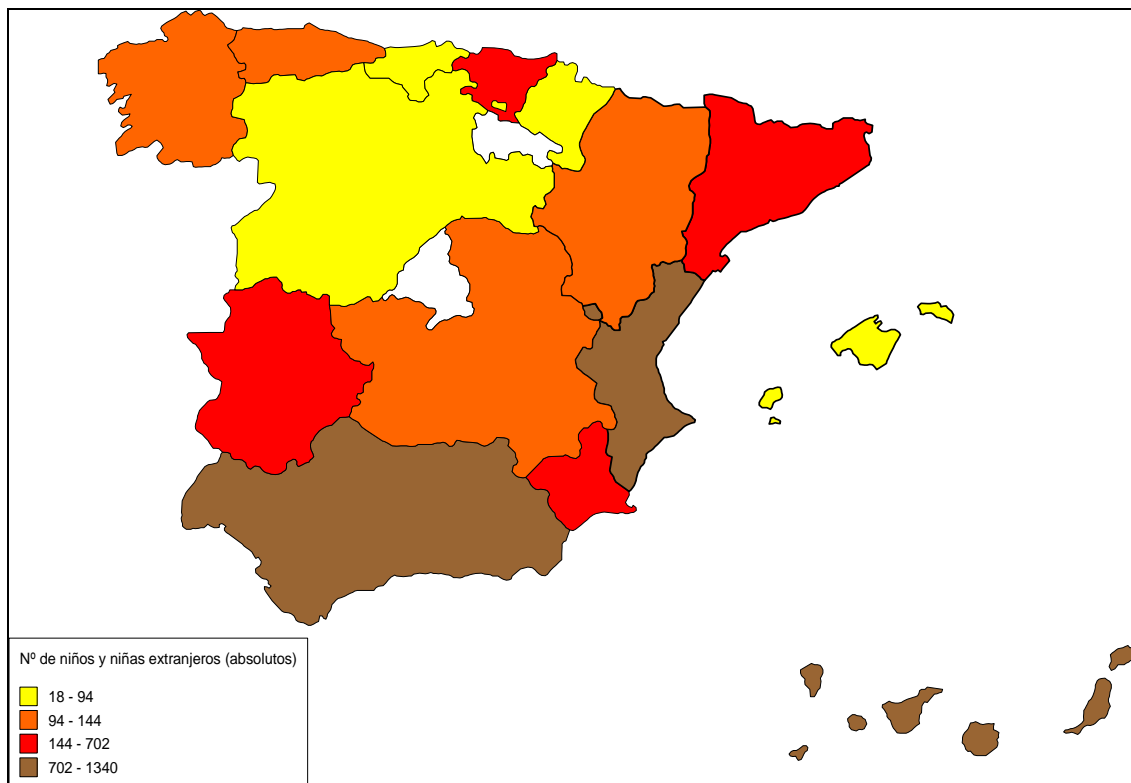 Nº de niños y niñas extranjeros (absolutos)
18 - 94
94 - 144
144 - 702
702 - 1340